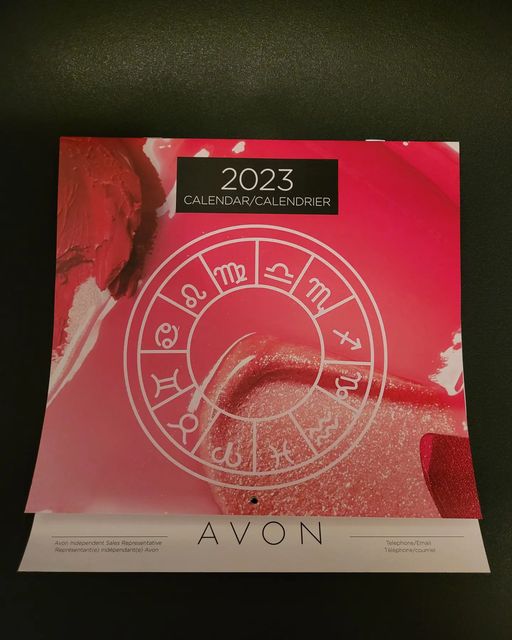 2023
CALENDAR/CALENDRIER
AVON
Avon Independent Sales Representative
Représentant(e) indépendant(e) Avon
Telephone/Email
Téléphone/courriel